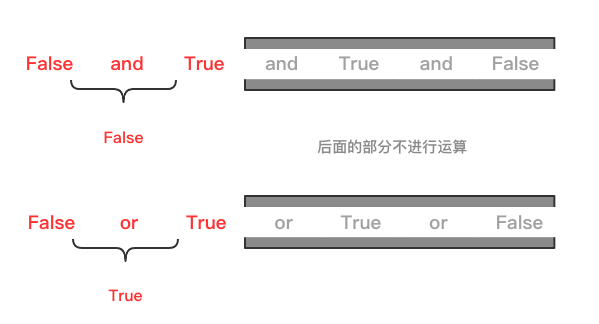 False and True and True and False
False
后面的部分不进行运算
False or True or True or False
True